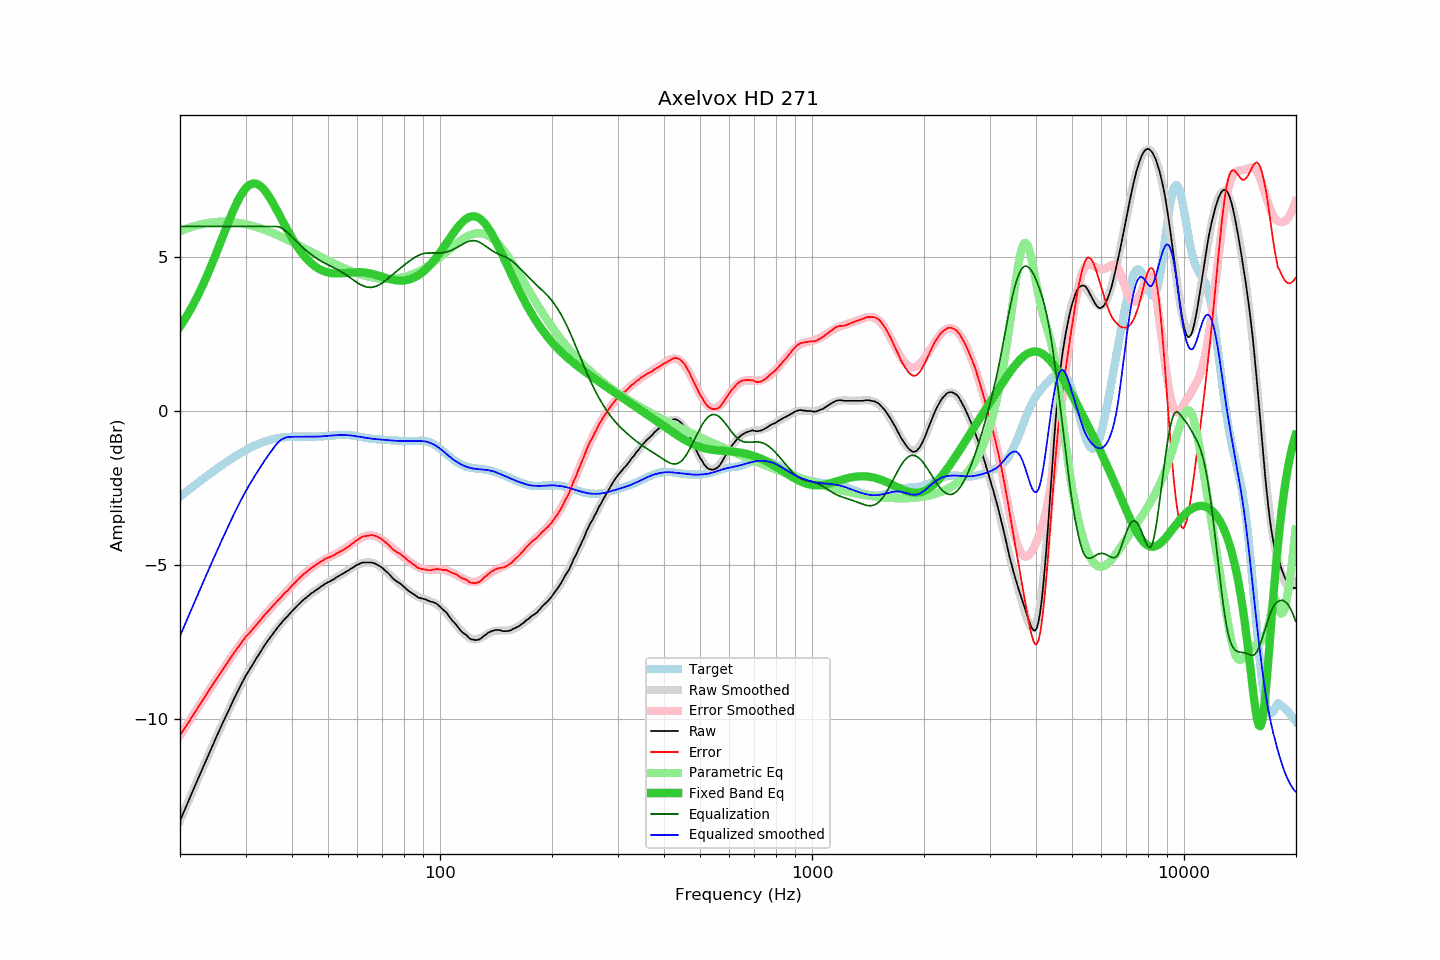 Axelvox HD 271
Amplitude (dBr)
5
0
−5
−10
100
1000
10000
Frequency (Hz)
Target
Raw Smoothed
Error Smoothed
Raw
Error
Parametric Eq
Fixed Band Eq
Equalization
Equalized smoothed